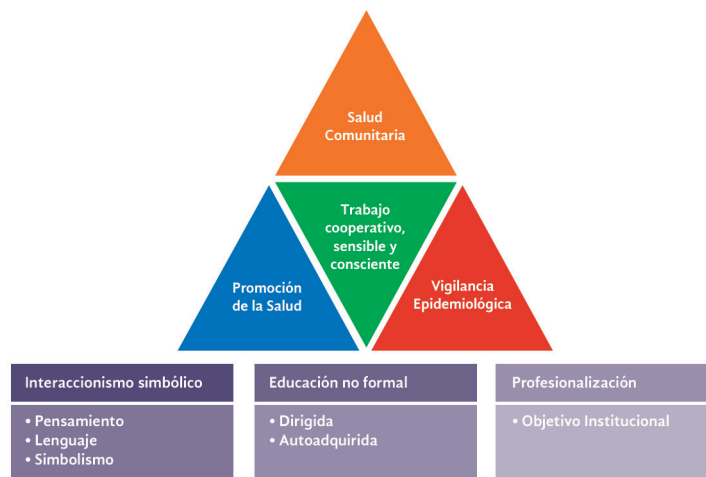 Salud
Comunitaria
Trabajo
cooperativo,
sensible y
consciente
Promoción
de la Salud
Vigilancia
Epidemiológica
Interaccionismo simbólico
• Pensamiento
• Lenguaje
• Simbolismo
Educación no formal
• Dirigida
• Autoadquirida
Profesionalización
• Objetivo Institucional